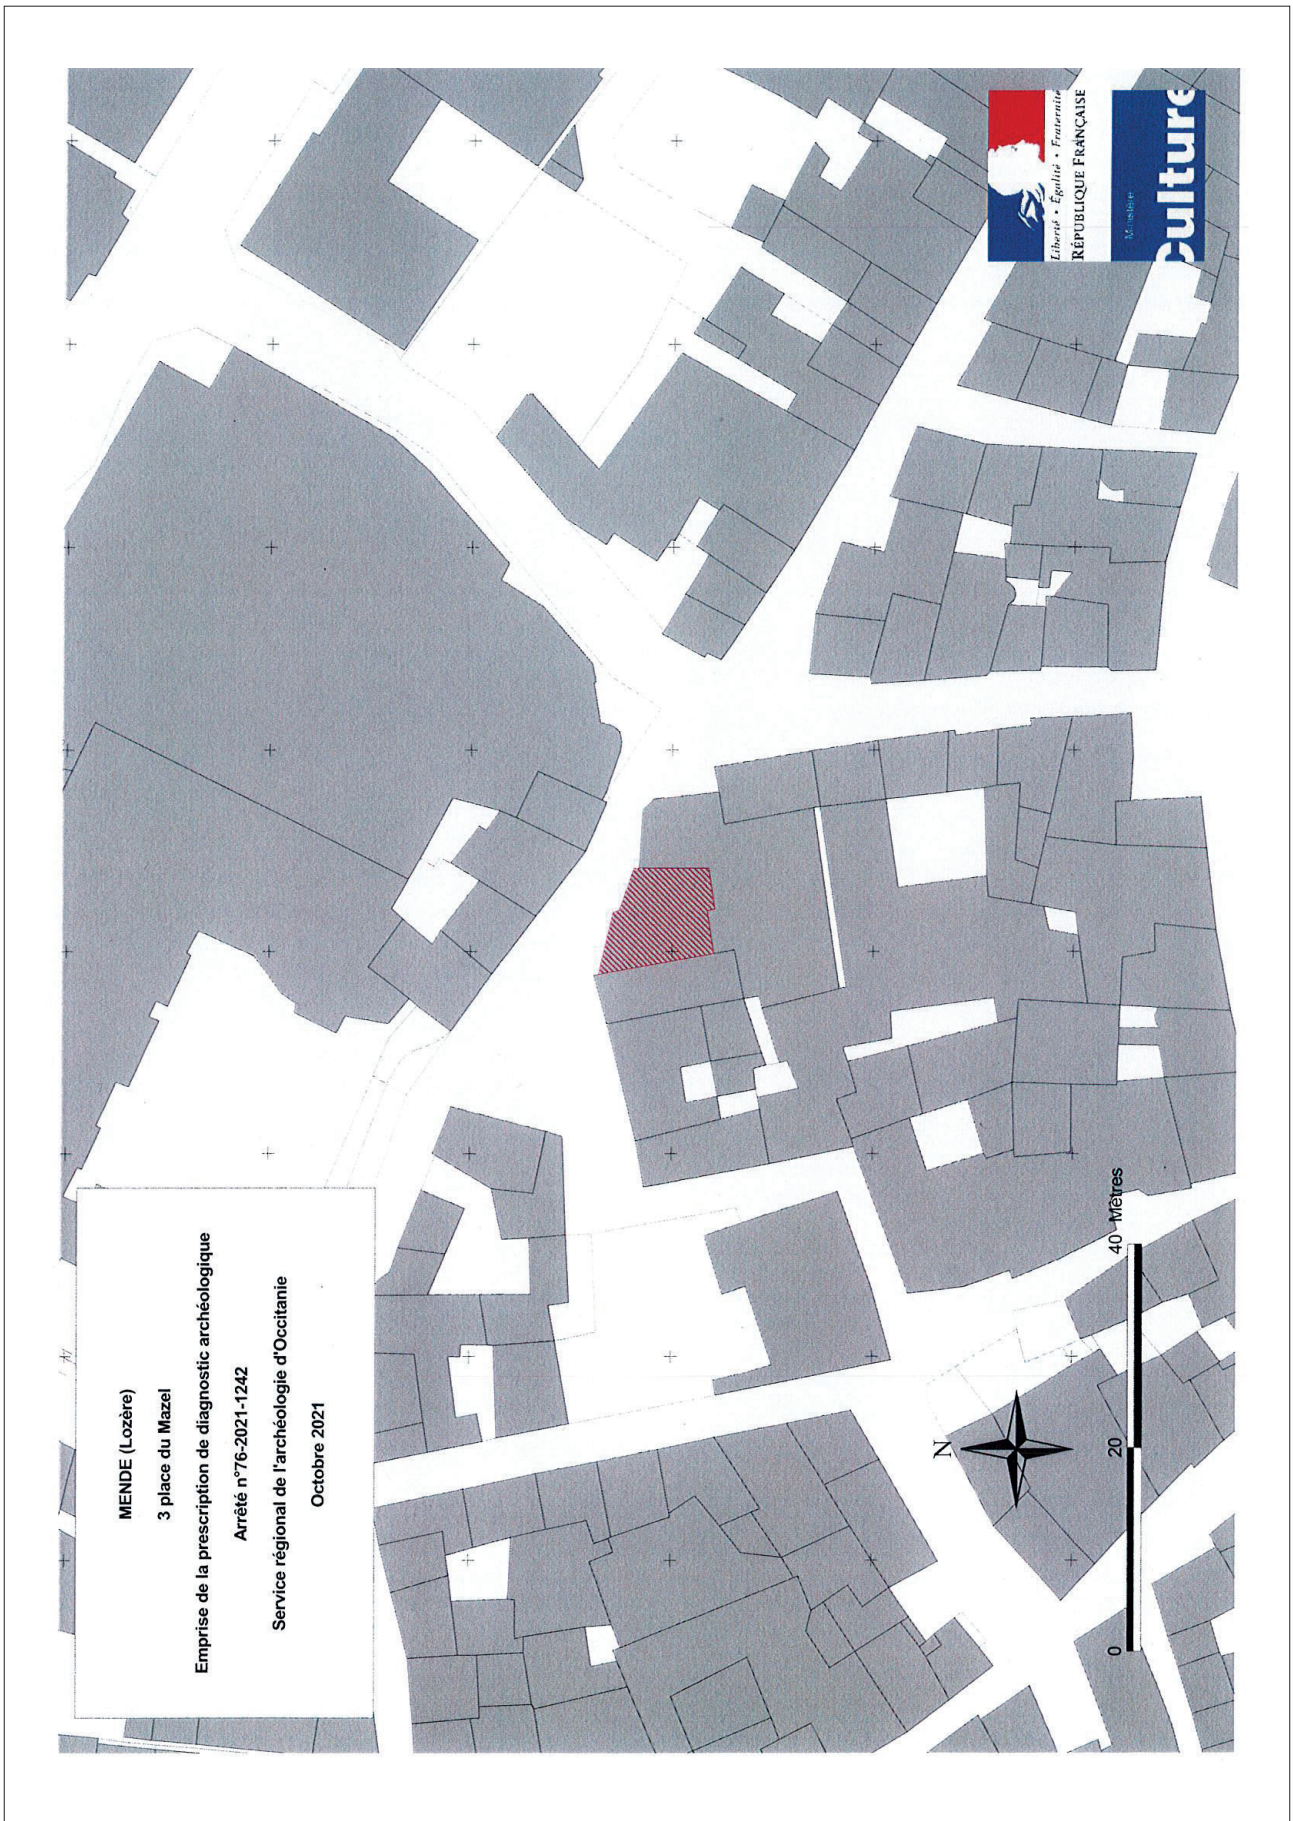 MENDE (Lozère)
3 place du Mazel
Emprise de la prescription de diagnostic archéologique
Arrêté n°76-2021-1242
Service régional de l'archéologie d'Occitanie
Octobre 2021
Liberté • Égalité • Fraternité
RÉPUBLIQUE FRANÇAISE
Ministère
Culture
N
0 20 40 Mètres